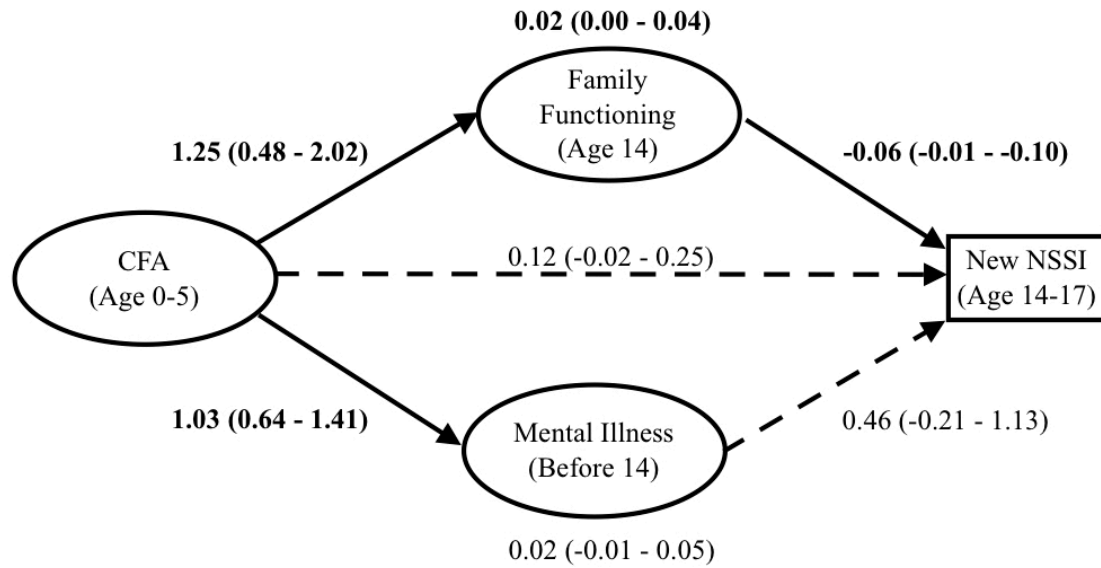 0.02 (0.00 - 0.04)
Family
Functioning
(Age 14)
1.25 (0.48 - 2.02)
-0.06 (-0.01 - -0.10)
CFA
(Age 0-5)
0.12 (-0.02 - 0.25)
New NSSI
(Age 14-17)
1.03 (0.64 - 1.41)
Mental Illness
(Before 14)
0.46 (-0.21 - 1.13)
0.02 (-0.01 - 0.05)